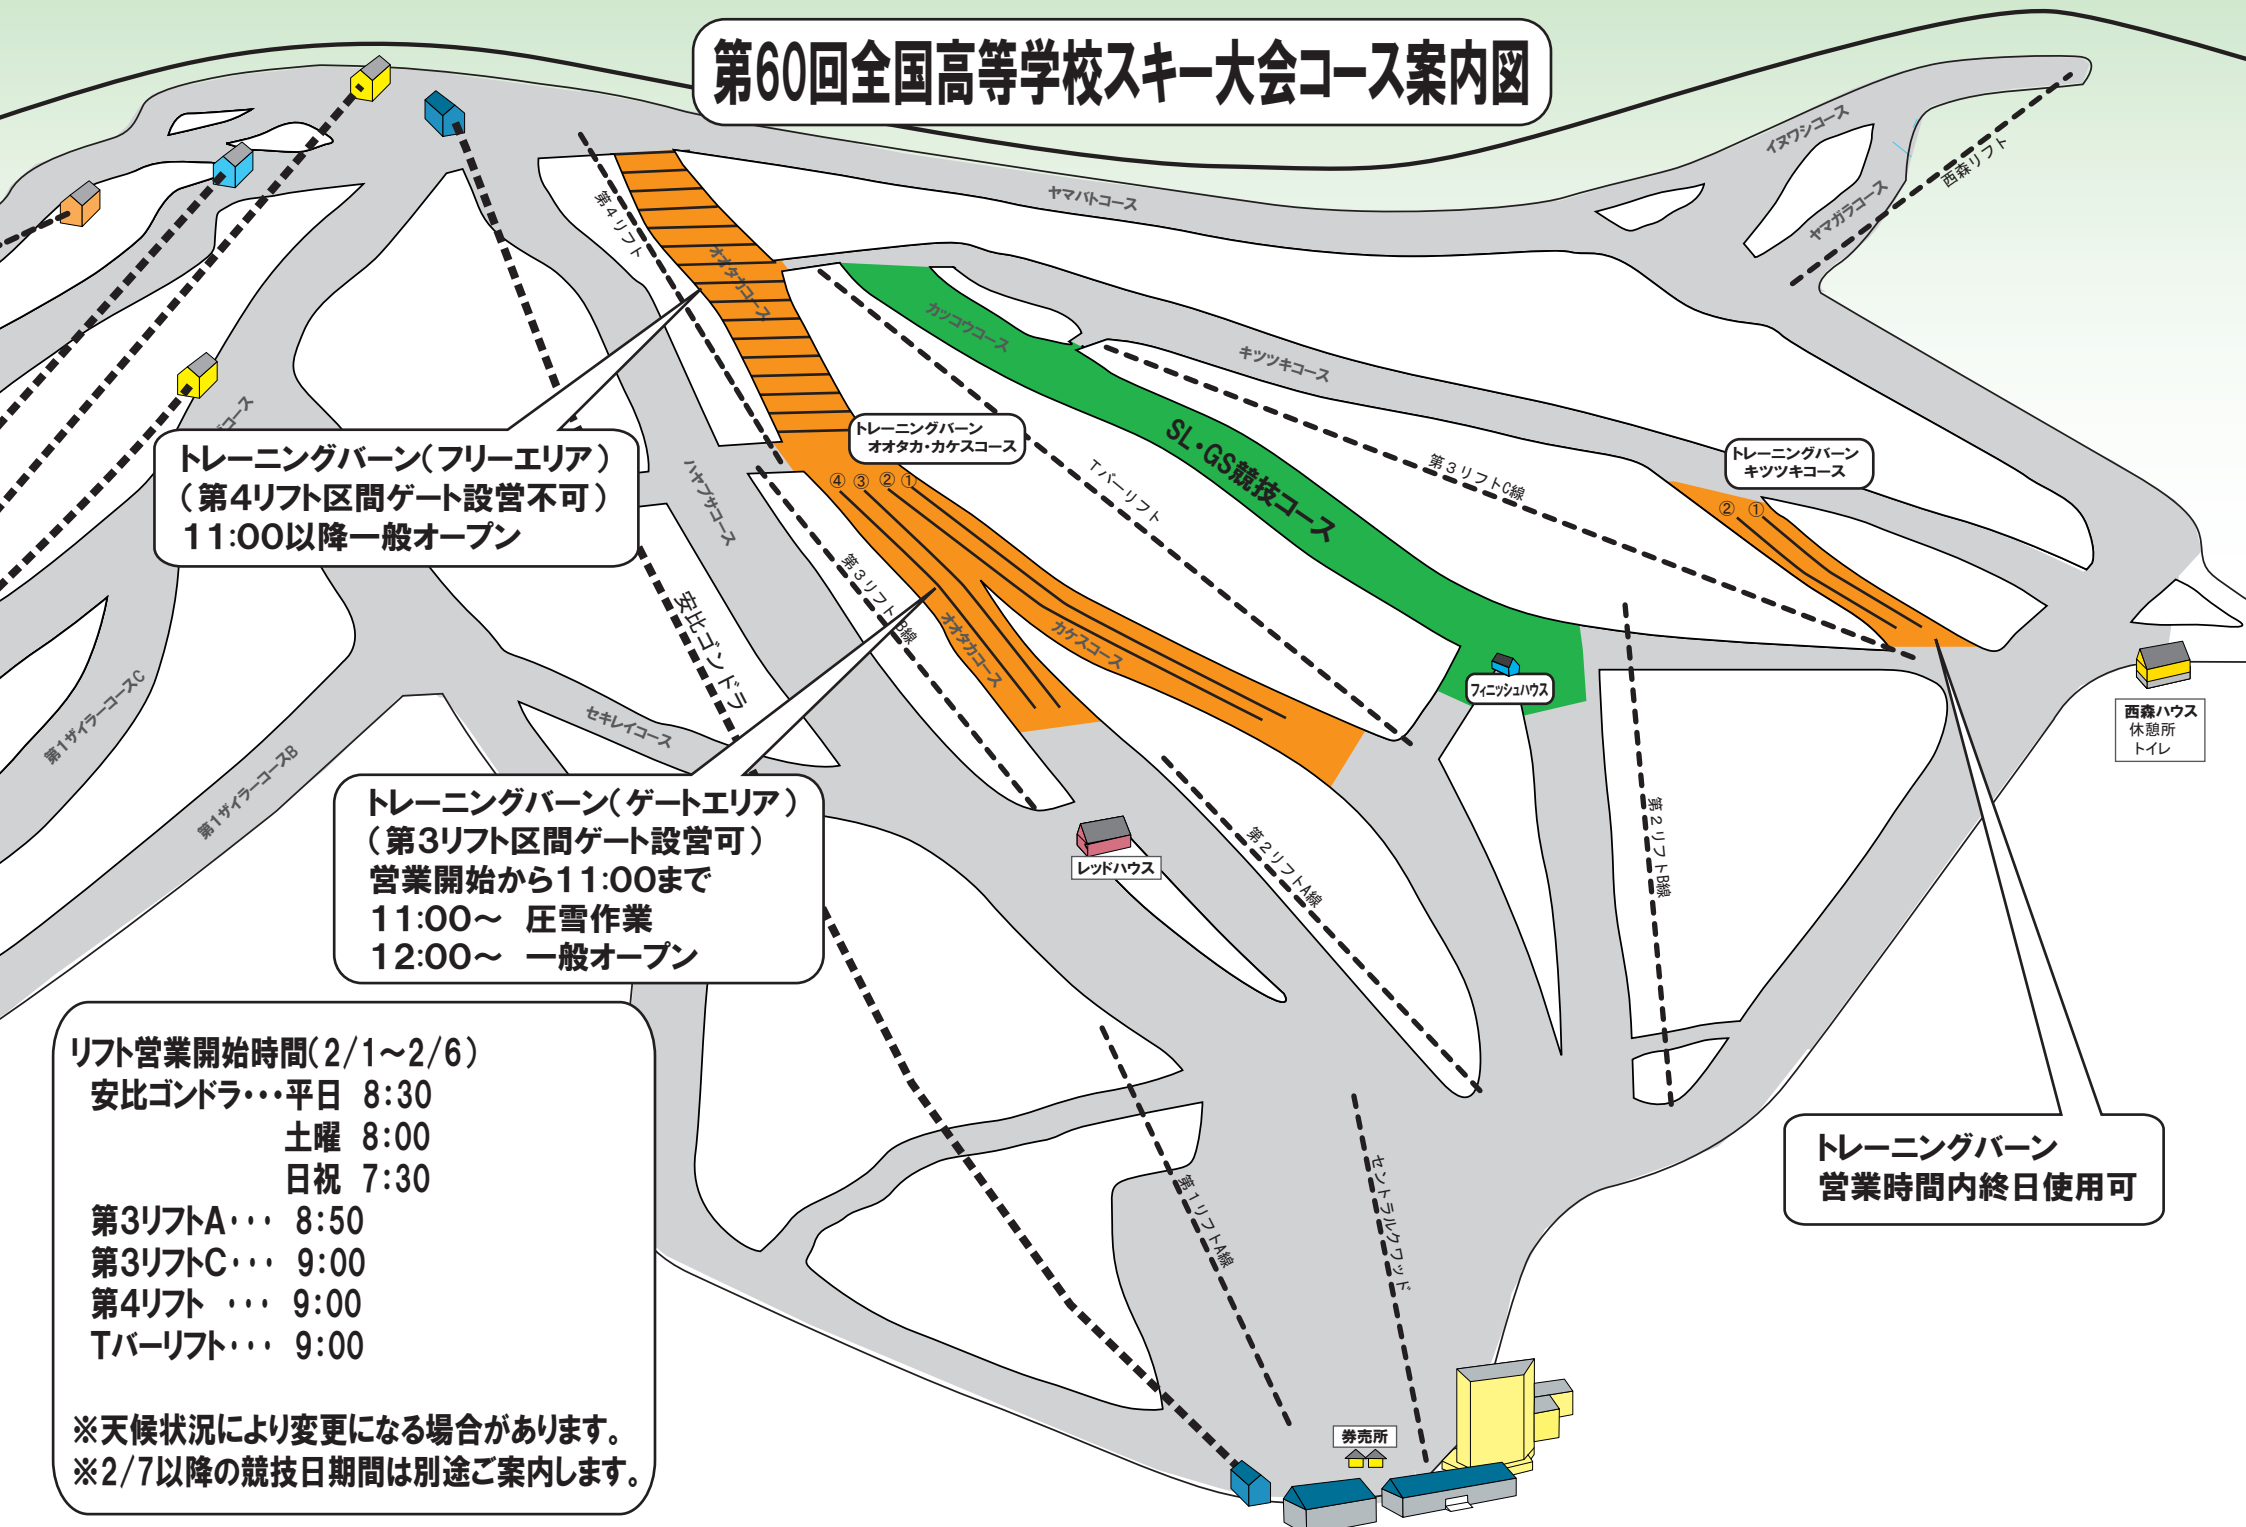 第60回全国高等学校スキー大会コース案内図
イヌワシコース
西森リフト
ヤマバトコース
ヤマガラコース
第4リフト
オオタカコース
カッコウコース
キツツキコース
トレーニングバーン
オオタカ・カケスコース
SL・GS競技コース
Tバーリフト
第3リフトC線
トレーニングバーン
キツツキコース
② ①
コース
トレーニングバーン(フリーエリア)
(第4リフト区間ゲート設営不可)
11:00以降一般オープン
ハヤブサコース
④ ③ ② ①
第3リフトB線
安比ゴンドラ
オオタカコース
カケスコース
フィニッシュハウス
西森ハウス
休憩所
トイレ
第1ザイラーコースC
第1ザイラーコースB
セキレイコース
トレーニングバーン(ゲートエリア)
(第3リフト区間ゲート設営可)
営業開始から11:00まで
11:00~ 圧雪作業
12:00~ 一般オープン
レッドハウス
第2リフトA線
第2リフトB線
リフト営業開始時間(2/1~2/6)
安比ゴンドラ・・・平日 8:30
土曜 8:00
日祝 7:30
第3リフトA・・・ 8:50
第3リフトC・・・ 9:00
第4リフト ・・・ 9:00
Tバーリフト・・・ 9:00
※天候状況により変更になる場合があります。
※2/7以降の競技日期間は別途ご案内します。
トレーニングバーン
営業時間内終日使用可
第1リフトA線
セントラルクワッド
券売所